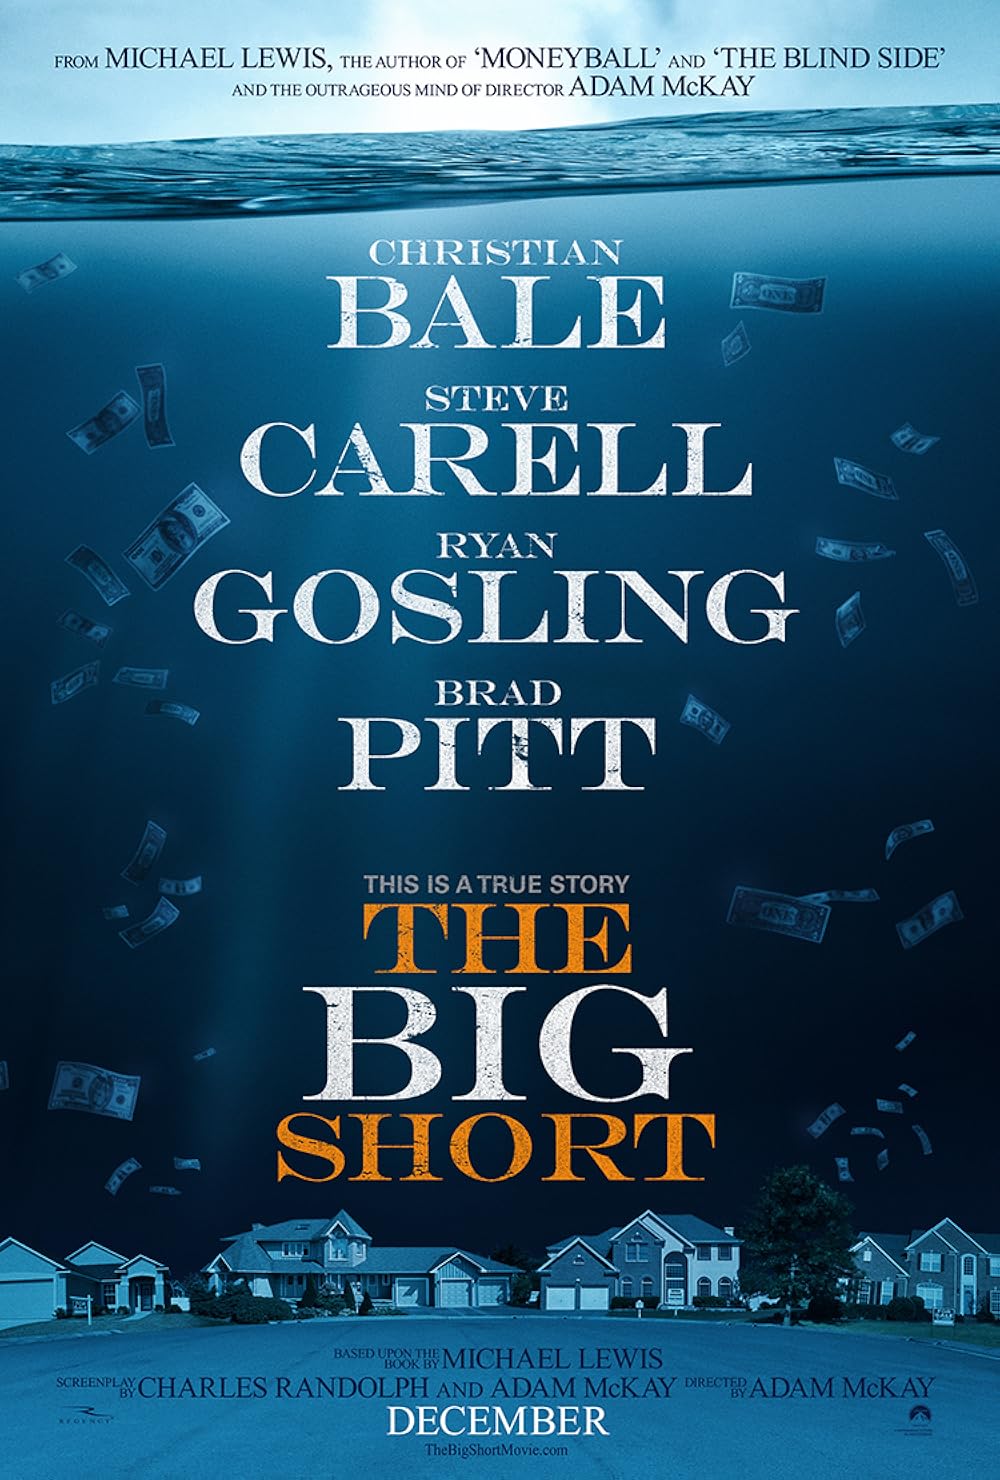 FROM MICHAEL LEWIS, THE AUTHOR OF ‘MONEYBALL’ AND ‘THE BLIND SIDE’
AND THE OUTRAGEOUS MIND OF DIRECTOR ADAM McKAY
CHRISTIAN
BALE
STEVE
CARELL
RYAN
GOSLING
BRAD
PITT
THIS IS A TRUE STORY
THE
BIG
SHORT
BASED UPON THE BOOK BY MICHAEL LEWIS
SCREENPLAY BY CHARLES RANDOLPH AND ADAM McKAY DIRECTED BY ADAM McKAY
REGENCY
DECEMBER
TheBigShortMovie.com